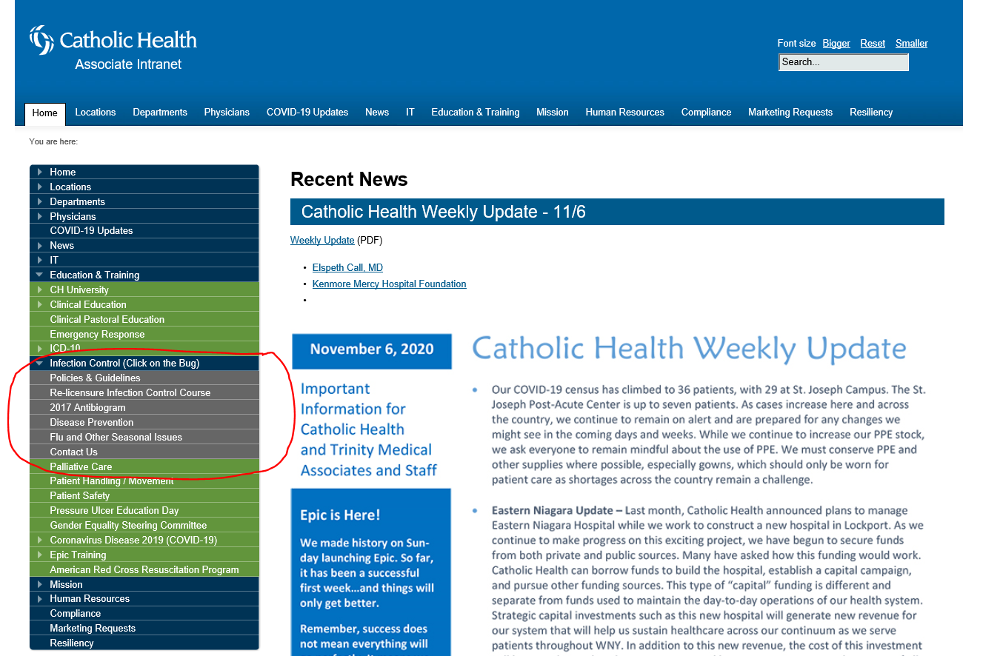 Catholic Health
Associate Intranet
Font size Bigger Reset Smaller
Search...
Home Locations Departments Physicians COVID-19 Updates News IT Education & Training Mission Human Resources Compliance Marketing Requests Resiliency
You are here:
Home
Locations
Departments
Physicians
COVID-19 Updates
News
IT
Education & Training
CH University
Clinical Education
Clinical Pastoral Education
Emergency Response
ICD-10
Infection Control (Click on the Bug)
Policies & Guidelines
Re-licensure Infection Control Course
2017 Antibiogram
Disease Prevention
Flu and Other Seasonal Issues
Contact Us
Palliative Care
Patient Handling / Movement
Patient Safety
Pressure Ulcer Education Day
Gender Equality Steering Committee
Coronavirus Disease 2019 (COVID-19)
Epic Training
American Red Cross Resuscitation Program
Mission
Human Resources
Compliance
Marketing Requests
Resiliency
Recent News
Catholic Health Weekly Update - 11/6
Weekly Update (PDF)
• Elspeth Call, MD
• Kenmore Mercy Hospital Foundation
•
November 6, 2020
Important
Information for
Catholic Health
and Trinity Medical
Associates and Staff
Epic is Here!
We made history on Sun-
day launching Epic. So far,
it has been a successful
first week…and things will
only get better.
Remember, success does
not mean everything will
Catholic Health Weekly Update
• Our COVID-19 census has climbed to 36 patients, with 29 at St. Joseph Campus. The St.
Joseph Post-Acute Center is up to seven patients. As cases increase here and across
the country, we continue to remain on alert and are prepared for any changes we
might see in the coming days and weeks. While we continue to increase our PPE stock,
we ask everyone to remain mindful about the use of PPE. We must conserve PPE and
other supplies where possible, especially gowns, which should only be worn for
patient care as shortages across the country remain a challenge.
• Eastern Niagara Update – Last month, Catholic Health announced plans to manage
Eastern Niagara Hospital while we work to construct a new hospital in Lockport. As we
continue to make progress on this exciting project, we have begun to secure funds
from both private and public sources. Many have asked how this funding would work.
Catholic Health can borrow funds to build the hospital, establish a capital campaign,
and pursue other funding sources. This type of “capital” funding is different and
separate from funds used to maintain the day-to-day operations of our health system.
Strategic capital investments such as this new hospital will generate new revenue for
our system that will help us sustain healthcare across our continuum as we serve
patients throughout WNY. In addition to this new revenue, the cost of this investment